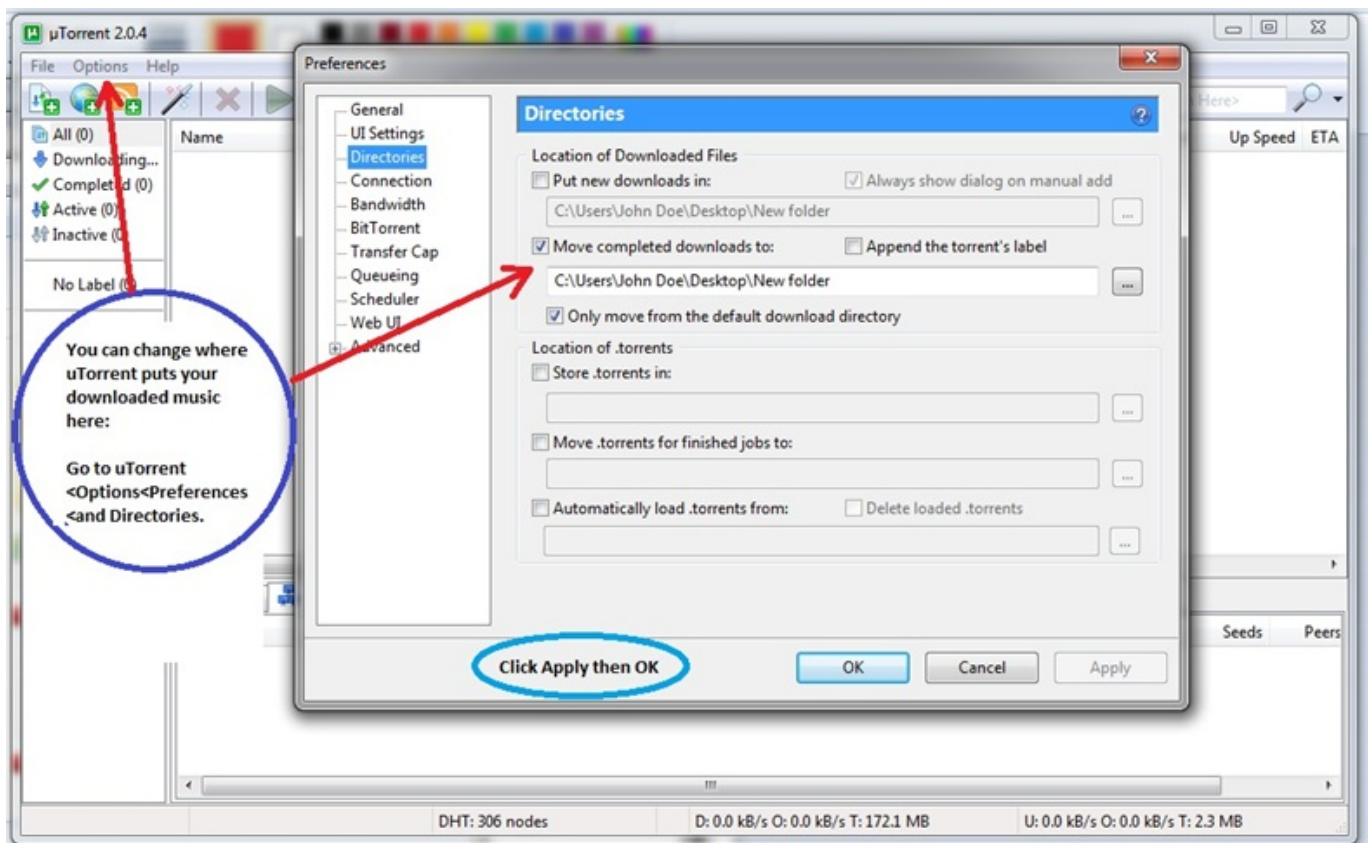 µTorrent 2.0.4
File Options Help
Here>
All (0)
Downloading...
Completed (0)
Active (0)
Inactive (0
No Label (0)
Name
Up Speed ETA
You can change where
uTorrent puts your
downloaded music
here:
Go to uTorrent
<Options<Preferences
<and Directories.
Preferences
General
UI Settings
Directories
Connection
Bandwidth
BitTorrent
Transfer Cap
Queueing
Scheduler
Web UI
Advanced
Directories
Location of Downloaded Files
Put new downloads in: Always show dialog on manual add
C:\Users\John Doe\Desktop\New folder ...
Move completed downloads to: Append the torrent's label
C:\Users\John Doe\Desktop\New folder ...
Only move from the default download directory
Location of .torrents
Store .torrents in:
...
Move .torrents for finished jobs to:
...
Automatically load .torrents from: Delete loaded .torrents
...
Click Apply then OK
OK Cancel Apply
Seeds Peers
DHT: 306 nodes D: 0.0 kB/s O: 0.0 kB/s T: 172.1 MB U: 0.0 kB/s O: 0.0 kB/s T: 2.3 MB